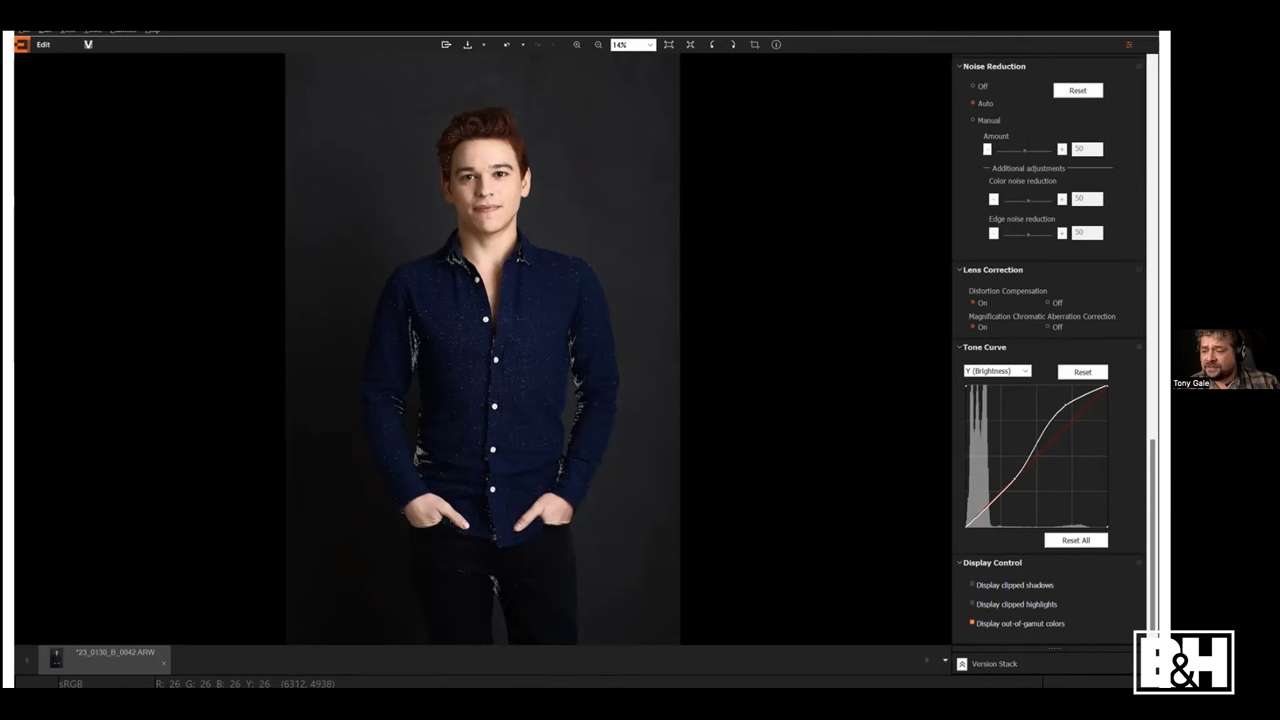 Edit
14%
Noise Reduction
Off
Reset
Auto
Manual
Amount
50
Additional adjustments
Color noise reduction
50
Edge noise reduction
50
Lens Correction
Distortion Compensation
On Off
Magnification Chromatic Aberration Correction
On Off
Tone Curve
Y (Brightness)
Reset
Reset All
Display Control
Display clipped shadows
Display clipped highlights
Display out-of-gamut colors
*23_0130_B_0042.ARW
Version Stack
sRGB R: 26 G: 26 B: 26 Y: 26 (6312, 4938)
Tony Gale
B&H